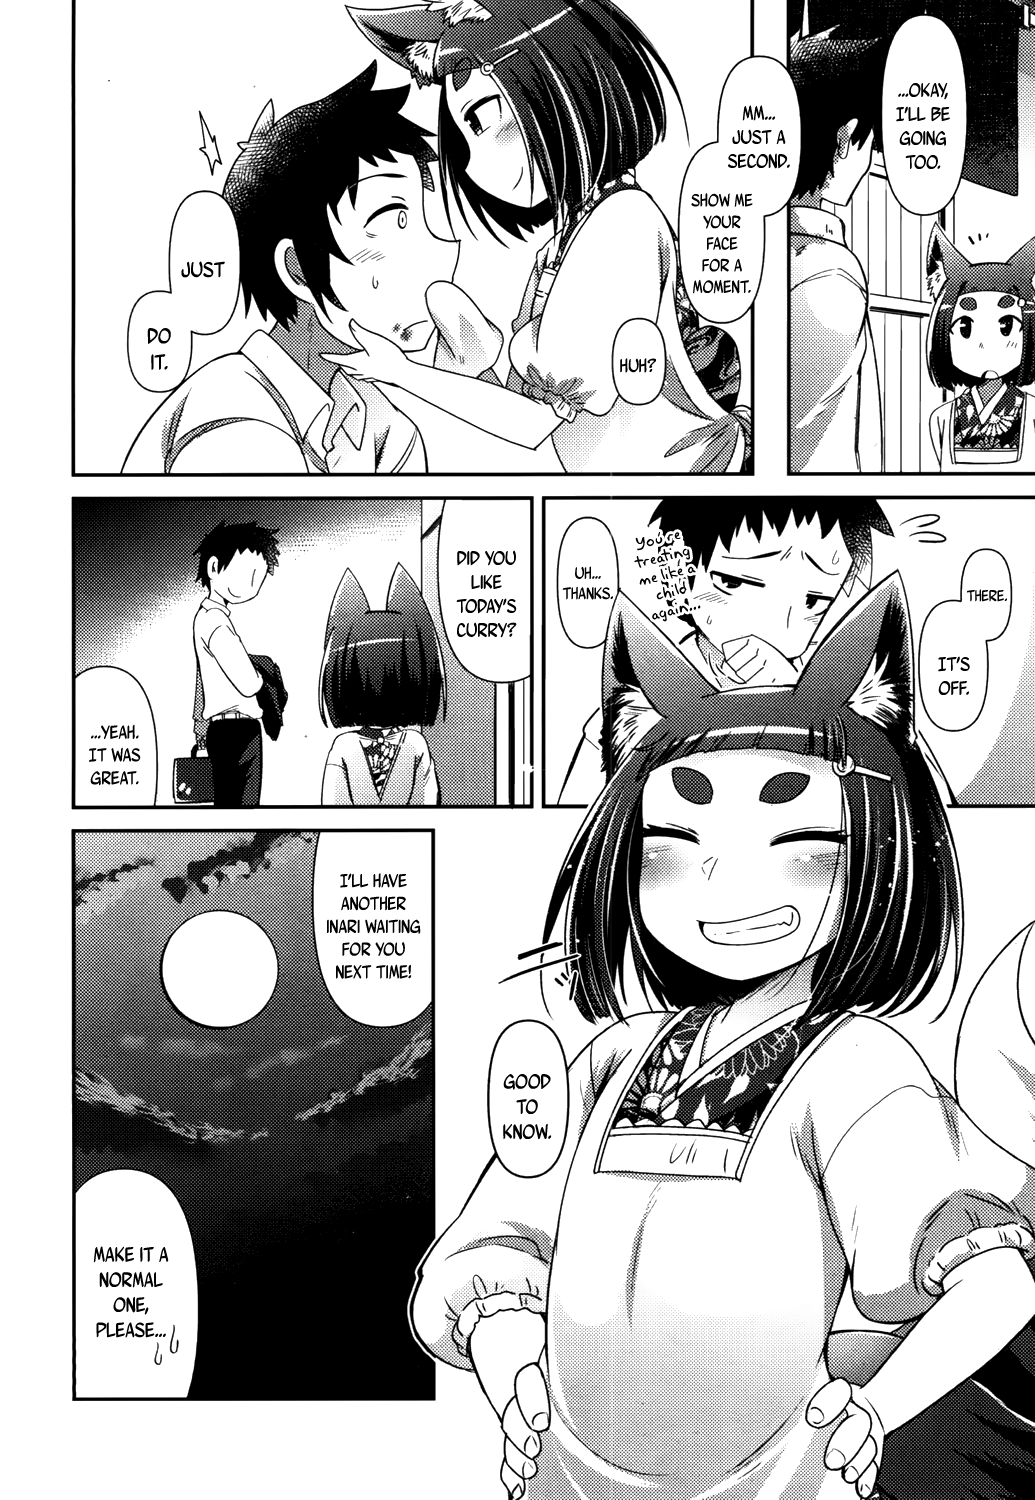 ...OKAY,
I'LL BE
GOING
TOO.
MM...
JUST A
SECOND.
SHOW ME
YOUR
FACE
FOR A
MOMENT.
HUH?
JUST
DO
IT.
THERE.
IT'S
OFF.
You're
treating
me like a
child
again...
UH...
THANKS.
DID YOU
LIKE
TODAY'S
CURRY?
...YEAH.
IT WAS
GREAT.
GOOD
TO
KNOW.
I'LL HAVE
ANOTHER
INARI WAITING
FOR YOU
NEXT TIME!
MAKE IT A
NORMAL
ONE,
PLEASE...